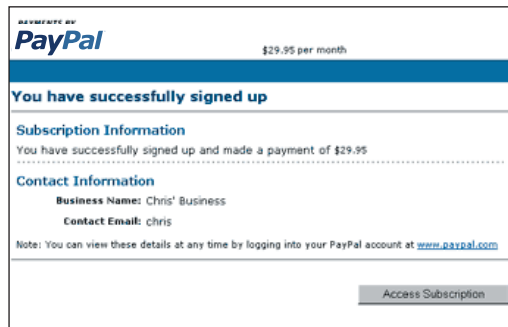 PAYMENTS BY
PayPal
$29.95 per month
You have successfully signed up
Subscription Information
You have successfully signed up and made a payment of $29.95
Contact Information
Business Name: Chris' Business
Contact Email: chris
Note: You can view these details at any time by logging into your PayPal account at www.paypal.com
Access Subscription